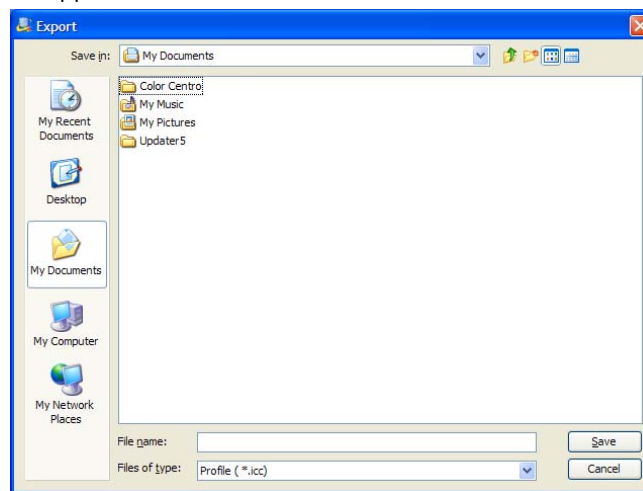 Export
Save in:
My Documents
My Recent
Documents
Desktop
My Documents
My Computer
My Network
Places
Color Centro
My Music
My Pictures
Updater5
File name:
Save
Files of type:
Profile ( *.icc)
Cancel